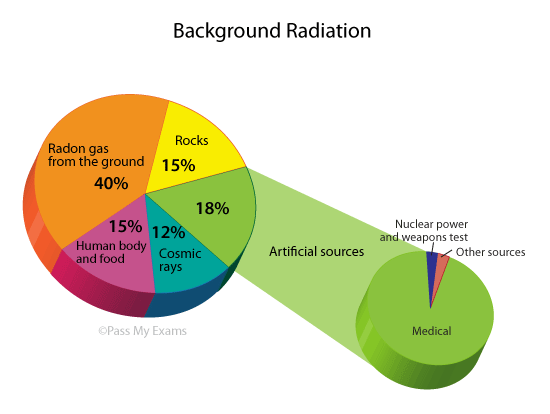 Background Radiation
Rocks
15%
Radon gas
from the ground
40%
18%
15%
Human body
and food
12%
Cosmic
rays
Artificial sources
Nuclear power
and weapons test
Other sources
Medical
©Pass My Exams